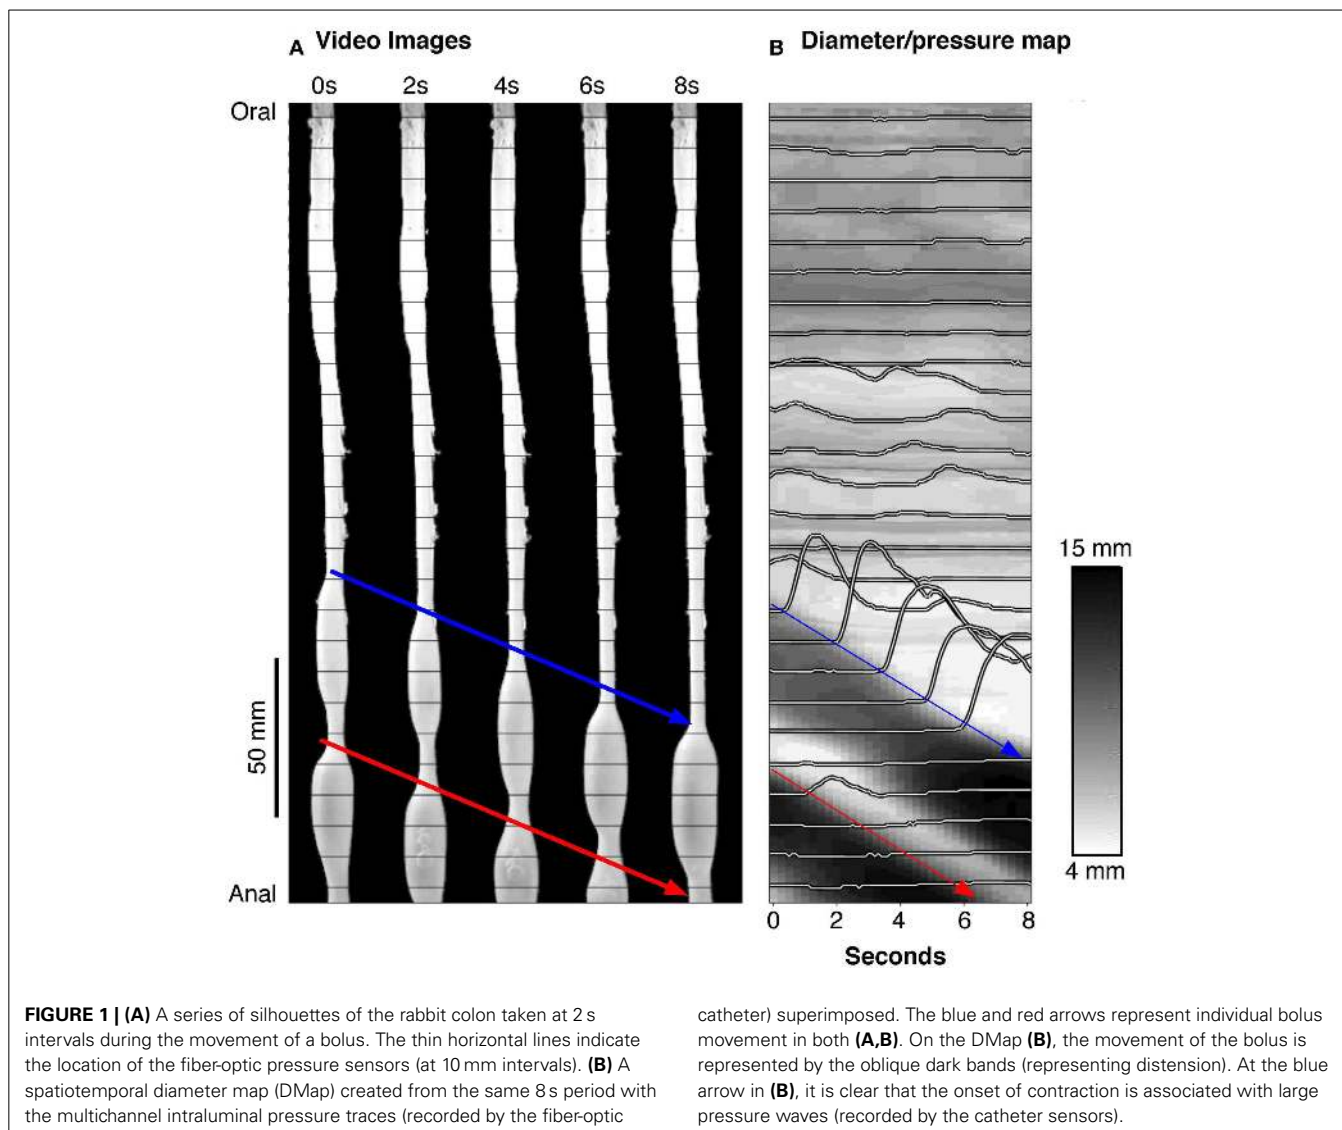 A Video Images
0s 2s 4s 6s 8s
Oral
50 mm
Anal
B Diameter/pressure map
15 mm
4 mm
0 2 4 6 8
Seconds
FIGURE 1 | (A) A series of silhouettes of the rabbit colon taken at 2 s
intervals during the movement of a bolus. The thin horizontal lines indicate
the location of the fiber-optic pressure sensors (at 10 mm intervals). (B) A
spatiotemporal diameter map (DMap) created from the same 8 s period with
the multichannel intraluminal pressure traces (recorded by the fiber-optic
catheter) superimposed. The blue and red arrows represent individual bolus
movement in both (A,B). On the DMap (B), the movement of the bolus is
represented by the oblique dark bands (representing distension). At the blue
arrow in (B), it is clear that the onset of contraction is associated with large
pressure waves (recorded by the catheter sensors).